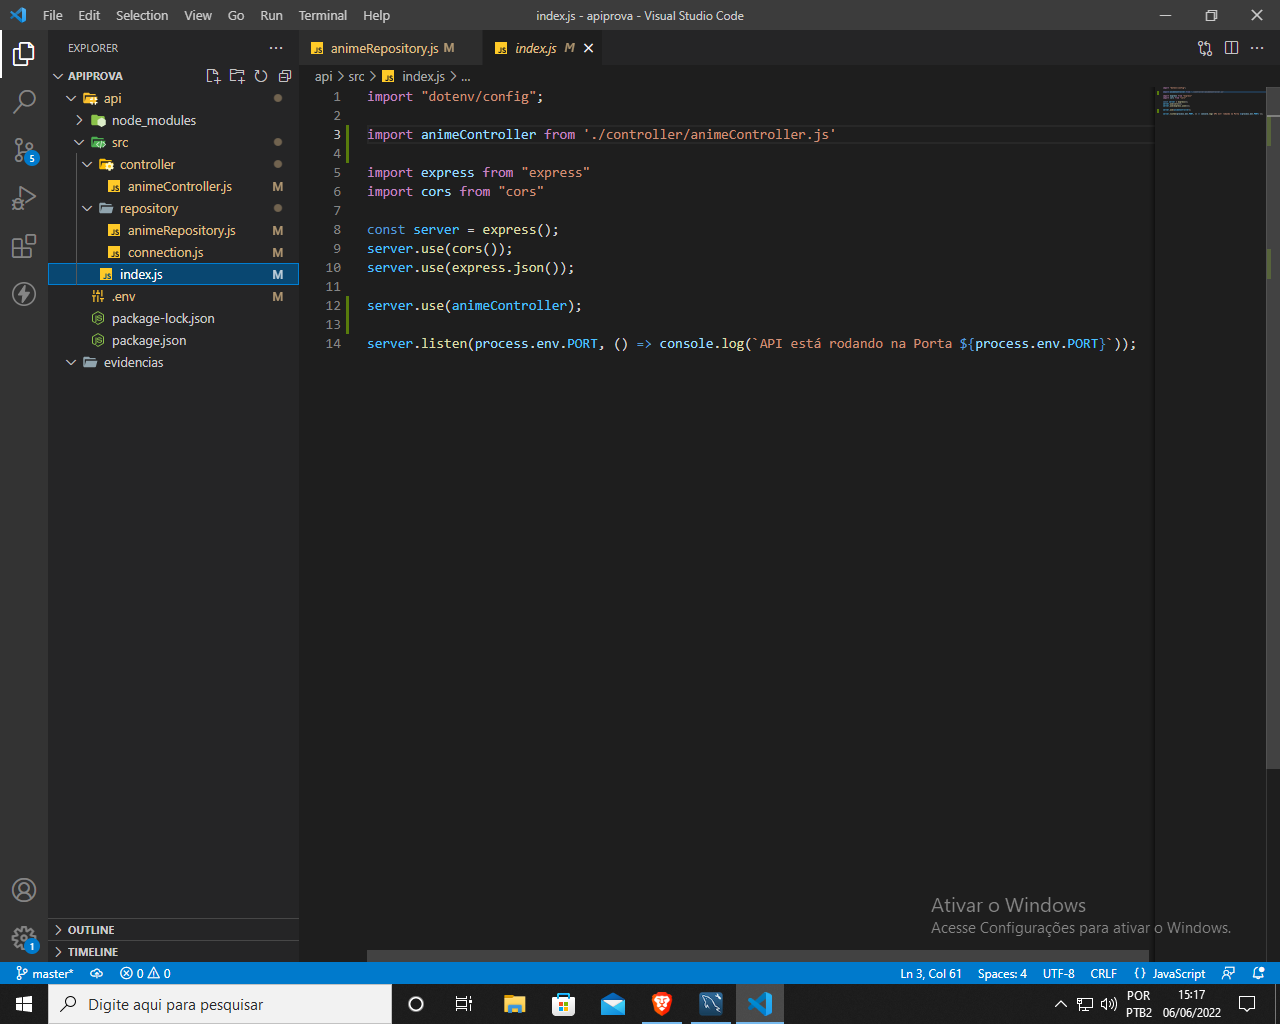 File Edit Selection View Go Run Terminal Help
index.js - apiprova - Visual Studio Code
EXPLORER
APIPROVA
api
node_modules
src
controller
animeController.js M
repository
animeRepository.js M
connection.js M
index.js M
.env M
package-lock.json
package.json
evidencias
OUTLINE
TIMELINE
5
1
animeRepository.js M
index.js M
api > src > index.js > ...
1 import "dotenv/config";
2
3 import animeController from './controller/animeController.js'
4
5 import express from "express"
6 import cors from "cors"
7
8 const server = express();
9 server.use(cors());
10 server.use(express.json());
11
12 server.use(animeController);
13
14 server.listen(process.env.PORT, () => console.log(`API está rodando na Porta ${process.env.PORT}`));
Ativar o Windows
Acesse Configurações para ativar o Windows.
master* 0 0 Ln 3, Col 61 Spaces: 4 UTF-8 CRLF {} JavaScript
Digite aqui para pesquisar
POR
PTB2
15:17
06/06/2022